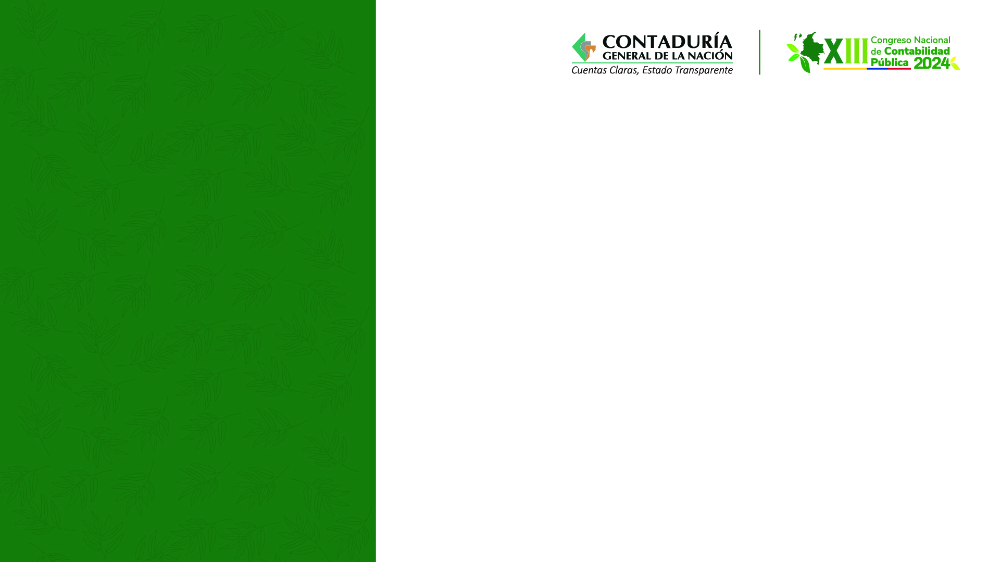 CONTADURÍA
GENERAL DE LA NACIÓN
Cuentas Claras, Estado Transparente
XIII
Congreso Nacional
de Contabilidad
Pública 2024